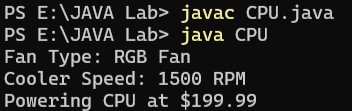 PS E:\JAVA Lab> javac CPU.java
PS E:\JAVA Lab> java CPU
Fan Type: RGB Fan
Cooler Speed: 1500 RPM
Powering CPU at $199.99